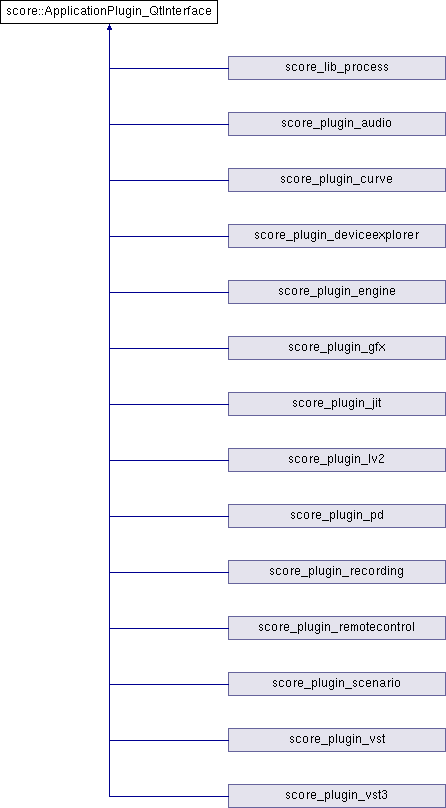 score::ApplicationPlugin_QtInterface
score_lib_process
score_plugin_audio
score_plugin_curve
score_plugin_deviceexplorer
score_plugin_engine
score_plugin_gfx
score_plugin_jit
score_plugin_lv2
score_plugin_pd
score_plugin_recording
score_plugin_remotecontrol
score_plugin_scenario
score_plugin_vst
score_plugin_vst3